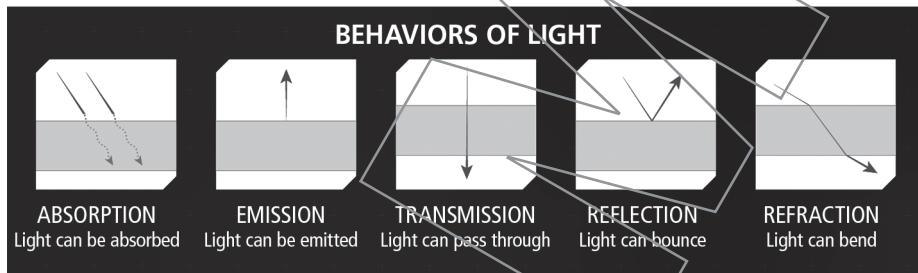 BEHAVIORS OF LIGHT
ABSORPTION
Light can be absorbed
EMISSION
Light can be emitted
TRANSMISSION
Light can pass through
REFLECTION
Light can bounce
REFRACTION
Light can bend